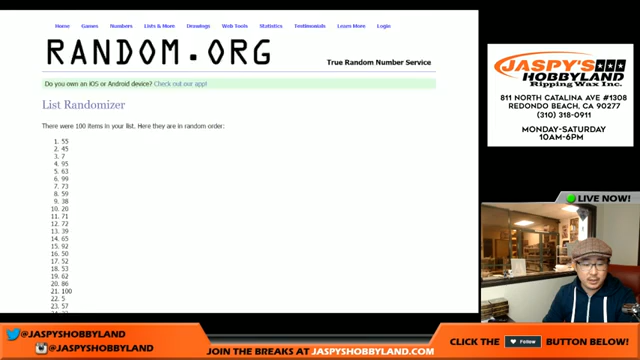 Home Games Numbers Lists & More Drawings Web Tools Statistics Testimonials Learn More Login
RANDOM.ORG
True Random Number Service
Do you own an iOS or Android device? Check out our app!
List Randomizer
There were 100 items in your list. Here they are in random order:
1. 55
2. 45
3. 7
4. 95
5. 63
6. 99
7. 73
8. 59
9. 38
10. 20
11. 71
12. 72
13. 39
14. 65
15. 92
16. 50
17. 52
18. 53
19. 62
20. 86
21. 100
22. 5
23. 57
JASPY'S
HOBBYLAND
Ripping Wax Inc.
811 NORTH CATALINA AVE #1308
REDONDO BEACH, CA 90277
(310) 318-0911
MONDAY-SATURDAY
10AM-6PM
LIVE NOW!
@JASPYSHOBBYLAND
@JASPYSHOBBYLAND
JOIN THE BREAKS AT JASPYSHOBBYLAND.COM
CLICK THE Follow BUTTON BELOW!